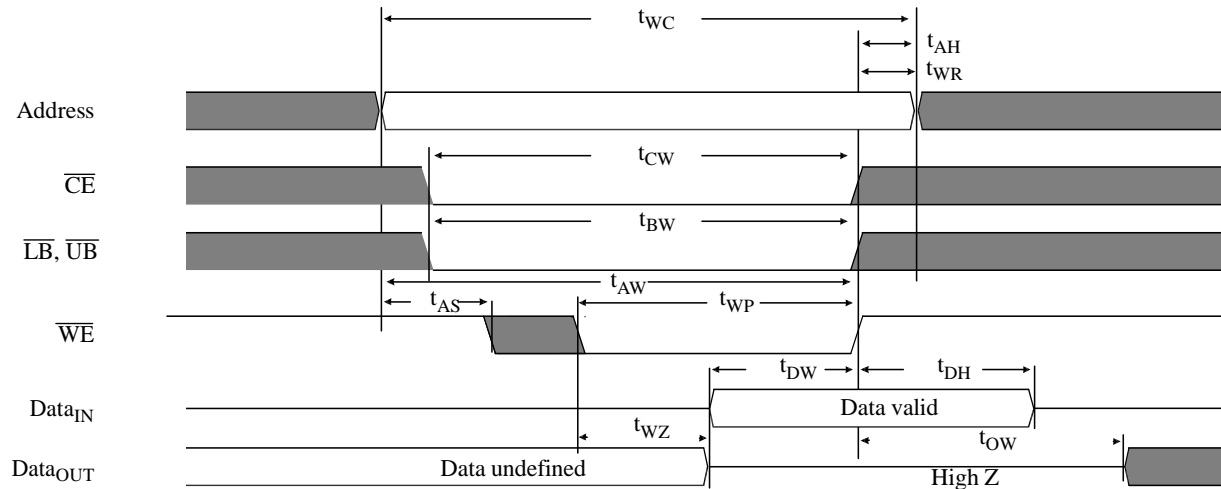 tWC
tAH
tWR
Address
tCW
CE
tBW
LB, UB
tAW
tAS
tWP
WE
tDW
tDH
DataIN
Data valid
tWZ
tOW
DataOUT
Data undefined
High Z